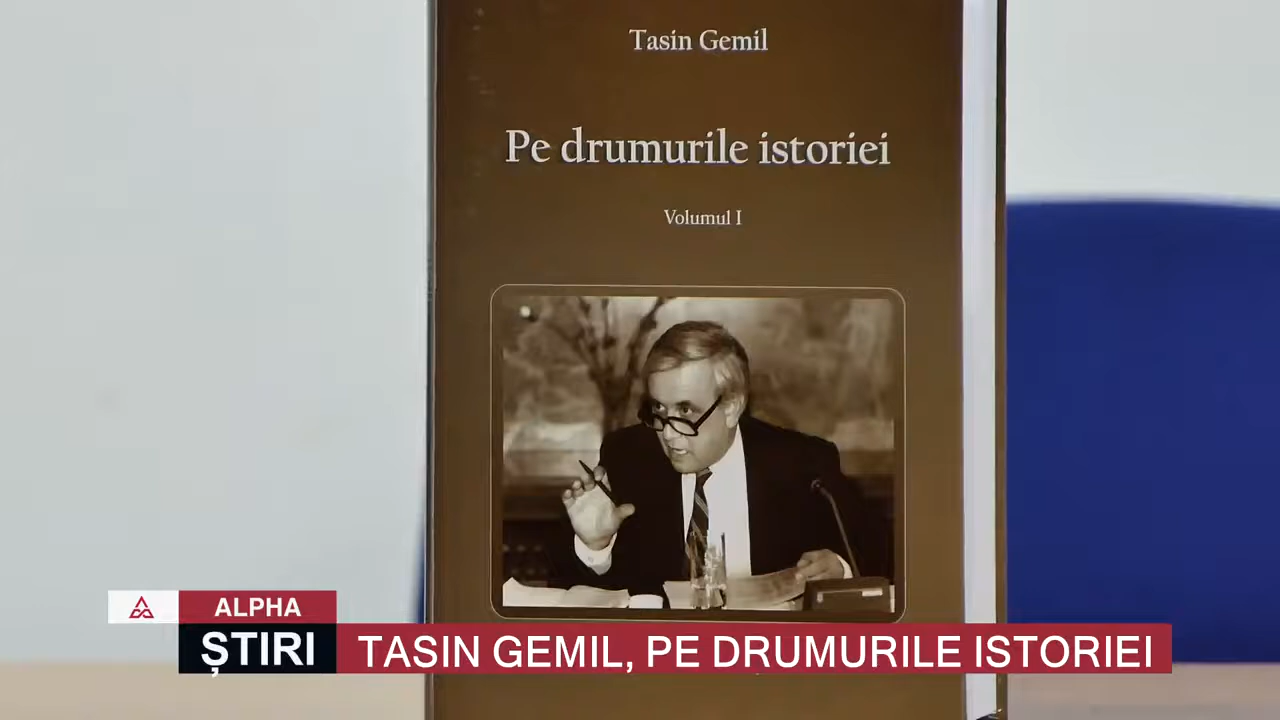 Tasin Gemil
Pe drumurile istoriei
Volumul I
ALPHA
ȘTIRI
TASIN GEMIL, PE DRUMURILE ISTORIEI